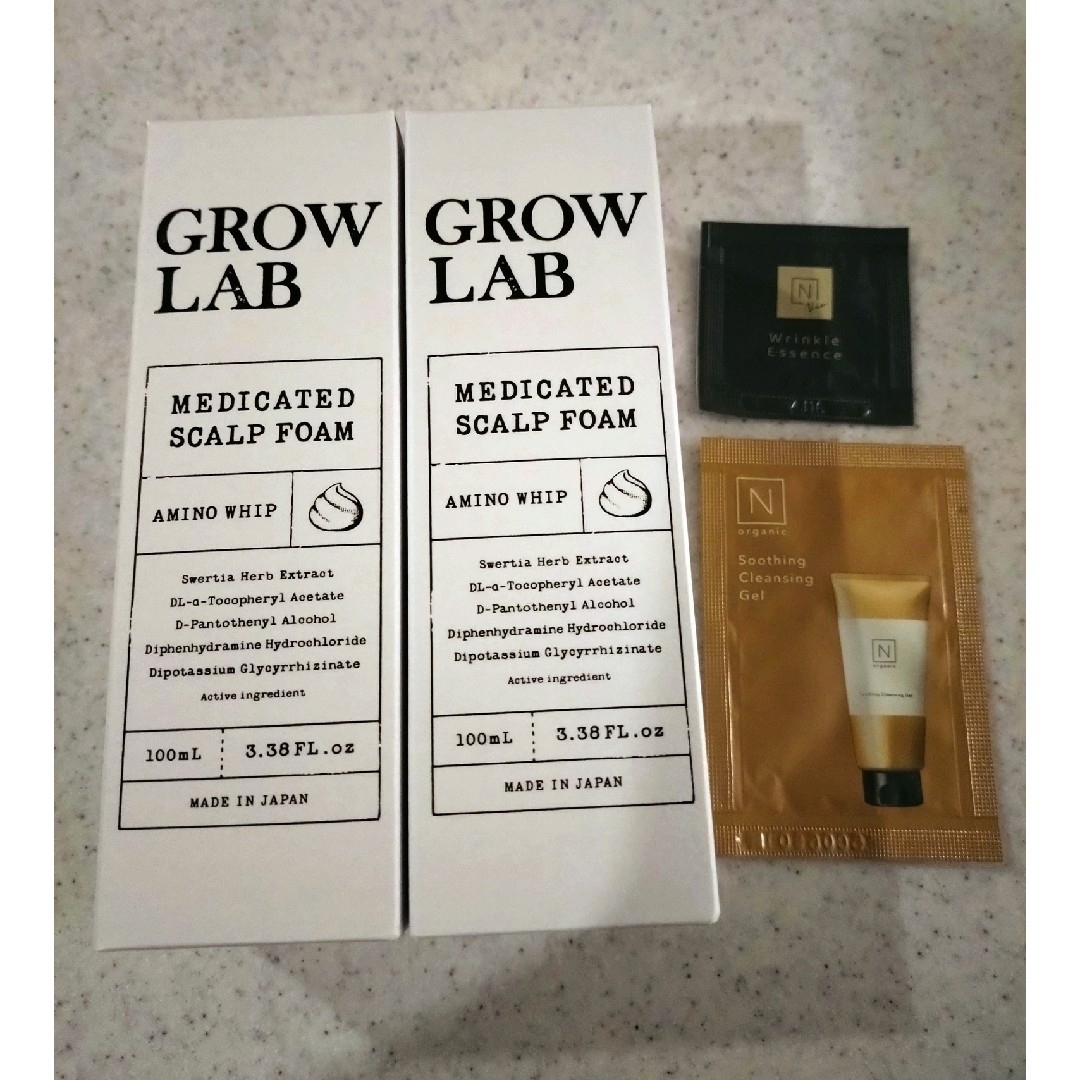 GROW
LAB
MEDICATED
SCALP FOAM
AMINO WHIP
Swertia Herb Extract
DL-α-Tocopheryl Acetate
D-Pantothenyl Alcohol
Diphenhydramine Hydrochloride
Dipotassium Glycyrrhizinate
Active ingredient
100mL 3.38 FL.oz
MADE IN JAPAN
GROW
LAB
MEDICATED
SCALP FOAM
AMINO WHIP
Swertia Herb Extract
DL-α-Tocopheryl Acetate
D-Pantothenyl Alcohol
Diphenhydramine Hydrochloride
Dipotassium Glycyrrhizinate
Active ingredient
100mL 3.38 FL.oz
MADE IN JAPAN
N
Wrinkle
Essence
N
organic
Soothing
Cleansing
Gel
N
organic
Soothing Cleansing Gel